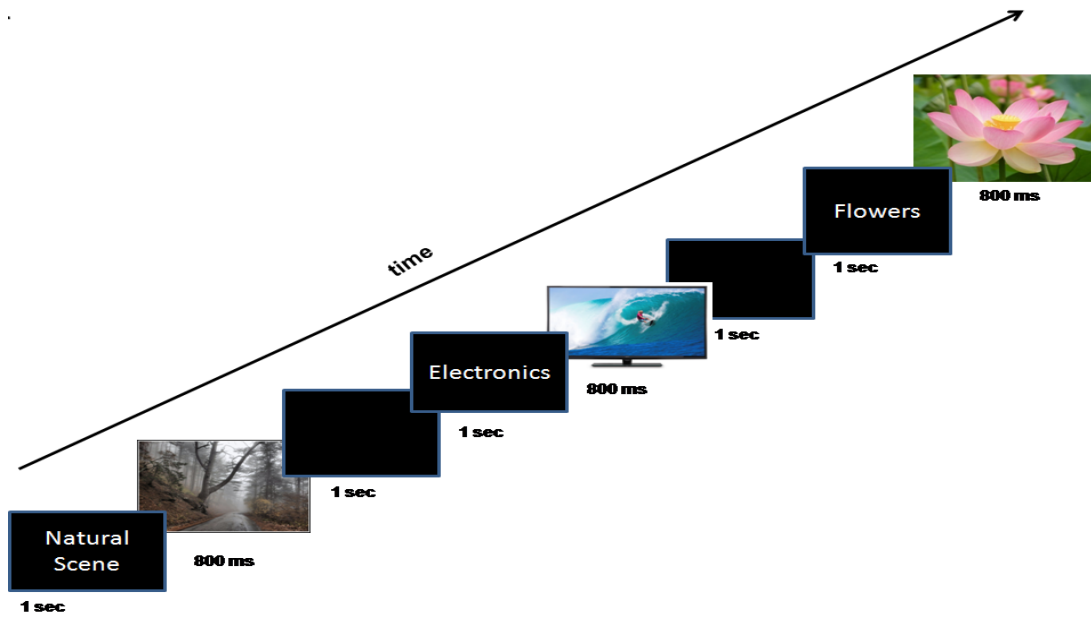 time
Flowers
800 ms
1 sec
1 sec
Electronics
800 ms
1 sec
1 sec
Natural
Scene
800 ms
1 sec